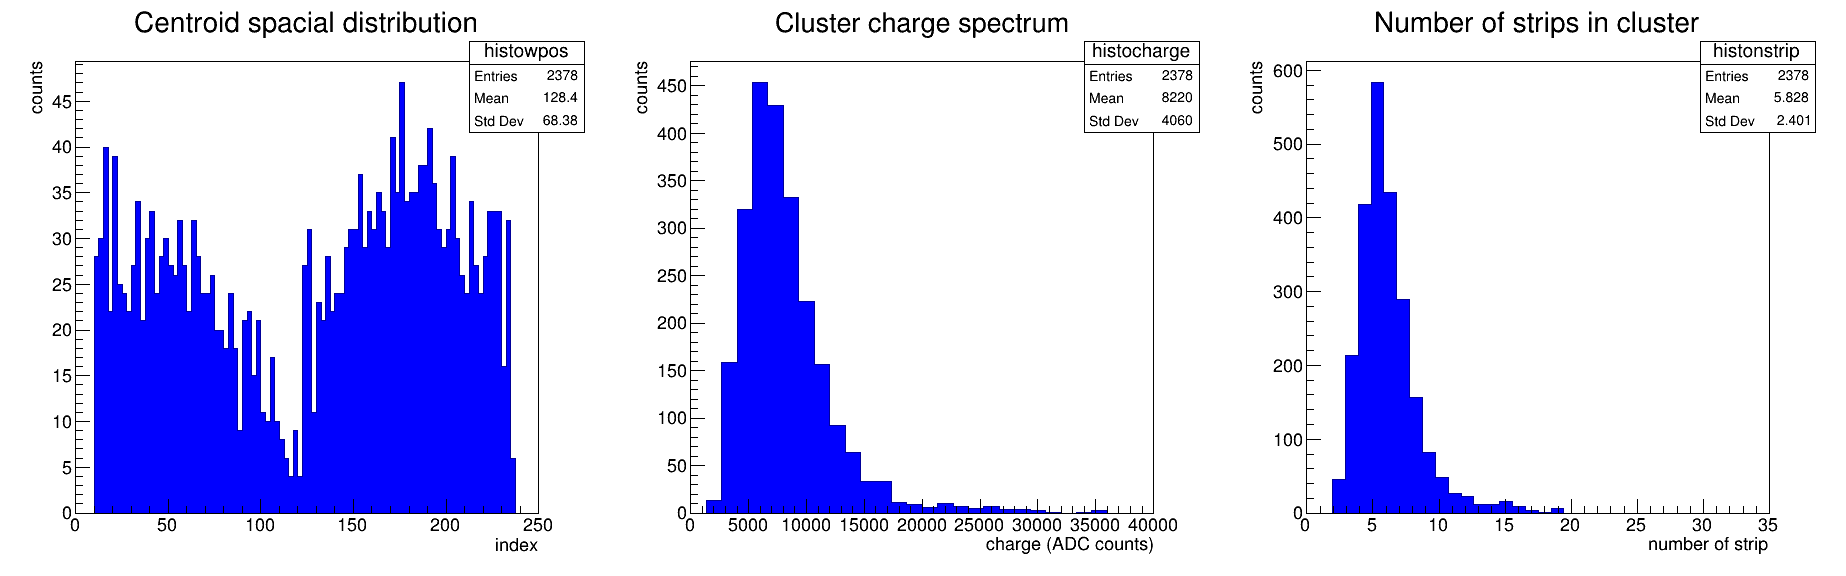 Centroid spacial distribution
histowpos
Entries 2378
Mean 128.4
Std Dev 68.38
counts
45
40
35
30
25
20
15
10
5
0
0 50 100 150 200 250
index
Cluster charge spectrum
histocharge
Entries 2378
Mean 8220
Std Dev 4060
counts
450
400
350
300
250
200
150
100
50
0
0 5000 10000 15000 20000 25000 30000 35000 40000
charge (ADC counts)
Number of strips in cluster
histonstrip
Entries 2378
Mean 5.828
Std Dev 2.401
counts
600
500
400
300
200
100
0
0 5 10 15 20 25 30 35
number of strip